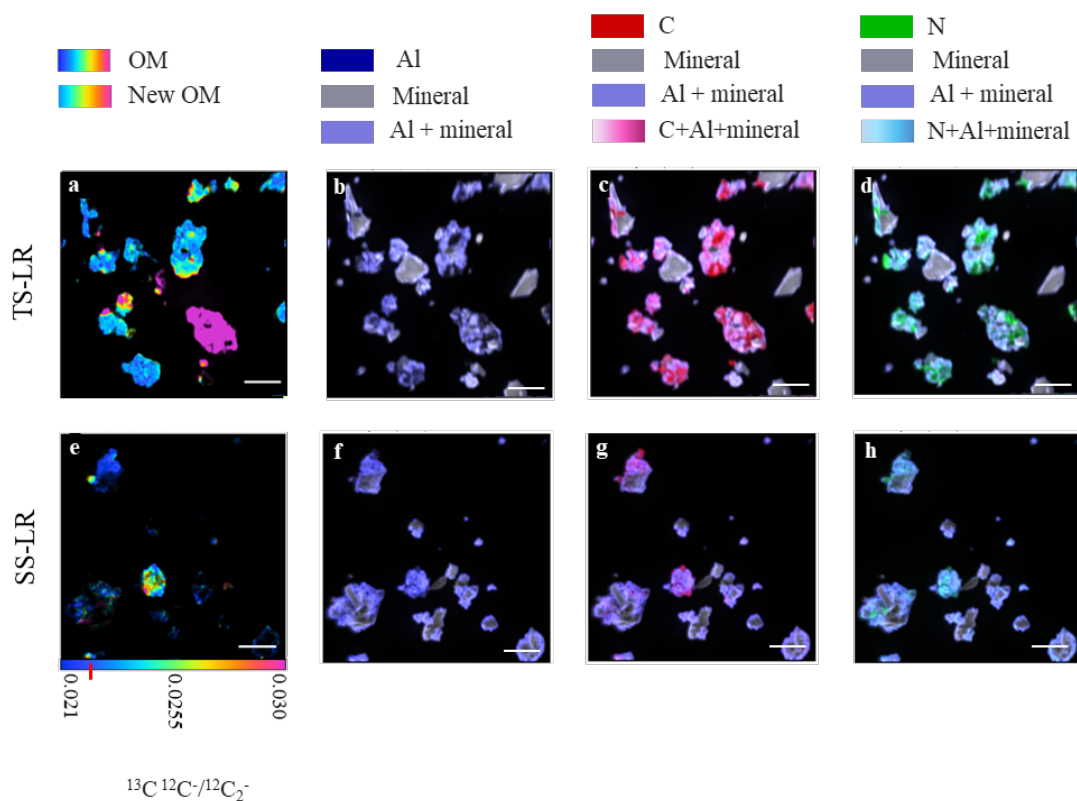 OM
New OM
Al
Mineral
Al + mineral
C
Mineral
Al + mineral
C+Al+mineral
N
Mineral
Al + mineral
N+Al+mineral
TS-LR
a
b
c
d
SS-LR
e
f
g
h
0.021
0.0255
0.030
¹³C ¹²C⁻/¹²C₂⁻